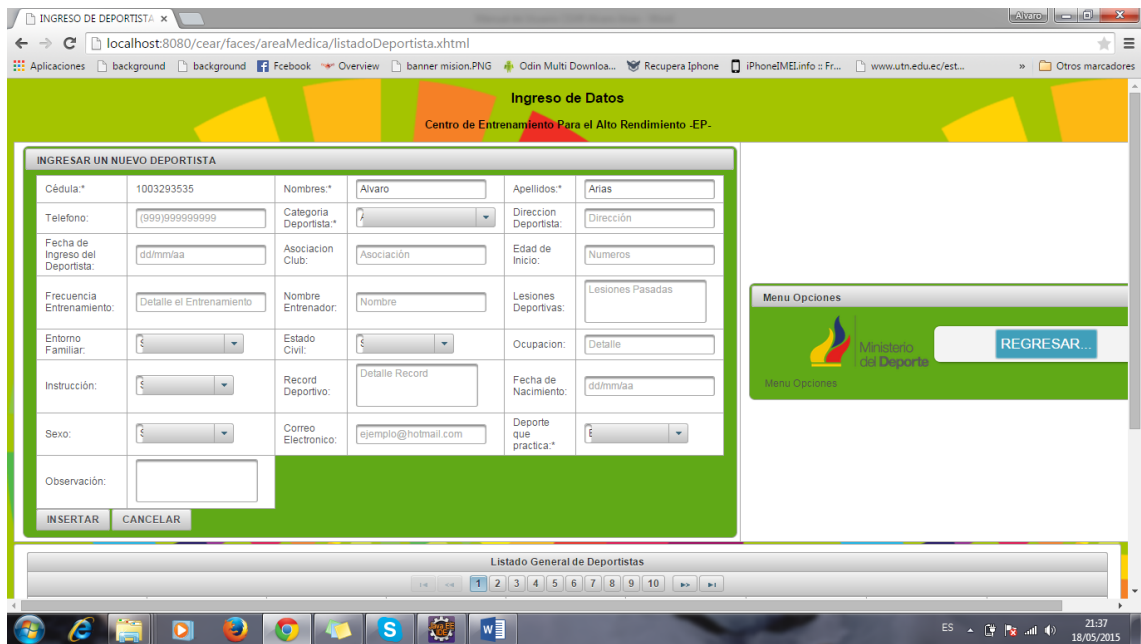 INGRESO DE DEPORTISTA ×
Alvaro
localhost:8080/cear/faces/areaMedica/listadoDeportista.xhtml
Aplicaciones background background Fcebook Overview banner mision.PNG Odin Multi Downloa... Recupera Iphone iPhoneIMEI.info :: Fr... www.utn.edu.ec/est... » Otros marcadores
Ingreso de Datos
Centro de Entrenamiento Para el Alto Rendimiento -EP-
INGRESAR UN NUEVO DEPORTISTA
Cédula:* 1003293535 Nombres:* Alvaro Apellidos:* Arias
Telefono: (999)999999999 Categoria Deportista:* Direccion Deportista: Dirección
Fecha de Ingreso del Deportista: dd/mm/aa Asociacion Club: Asociación Edad de Inicio: Numeros
Frecuencia Entrenamiento: Detalle el Entrenamiento Nombre Entrenador: Nombre Lesiones Deportivas: Lesiones Pasadas
Entorno Familiar: Estado Civil: Ocupacion: Detalle
Instrucción: Record Deportivo: Detalle Record Fecha de Nacimiento: dd/mm/aa
Sexo: Correo Electronico: ejemplo@hotmail.com Deporte que practica:*
Observación:
INSERTAR CANCELAR
Menu Opciones
Ministerio
del Deporte
REGRESAR...
Menu Opciones
Listado General de Deportistas
1 2 3 4 5 6 7 8 9 10
ES 21:37
18/05/2015